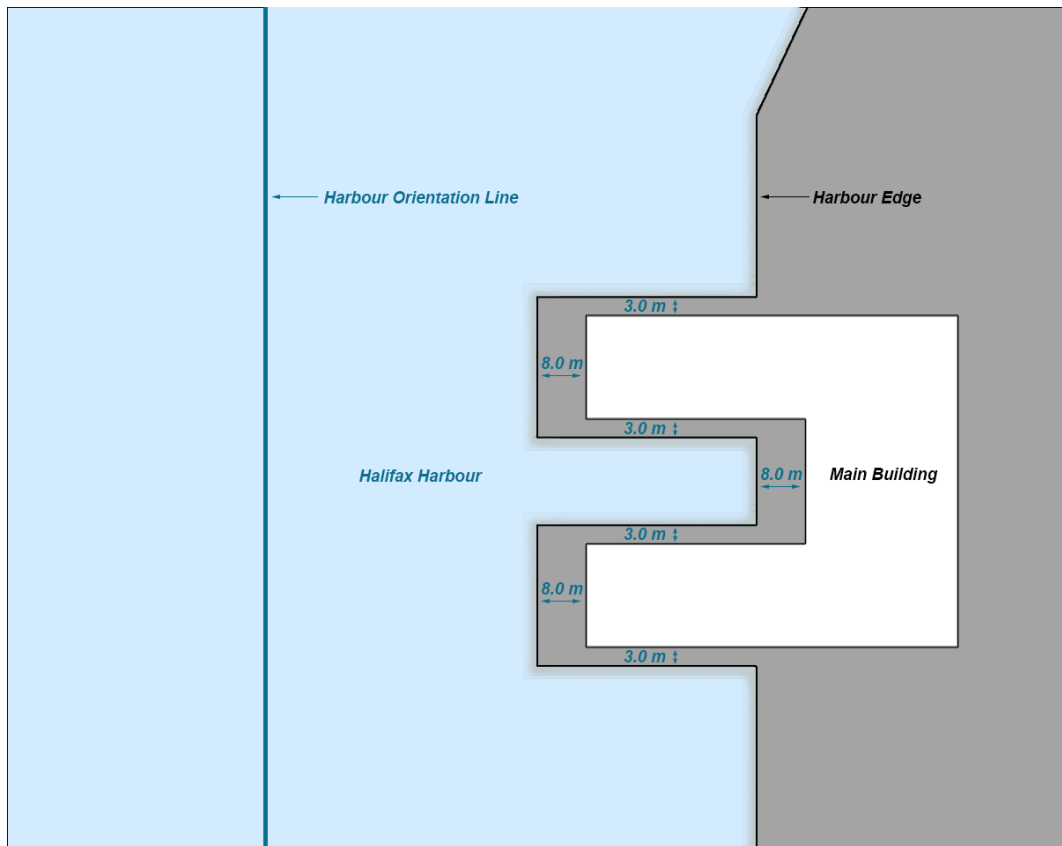 Harbour Orientation Line
Harbour Edge
3.0 m
8.0 m
3.0 m
Halifax Harbour
8.0 m
Main Building
3.0 m
8.0 m
3.0 m